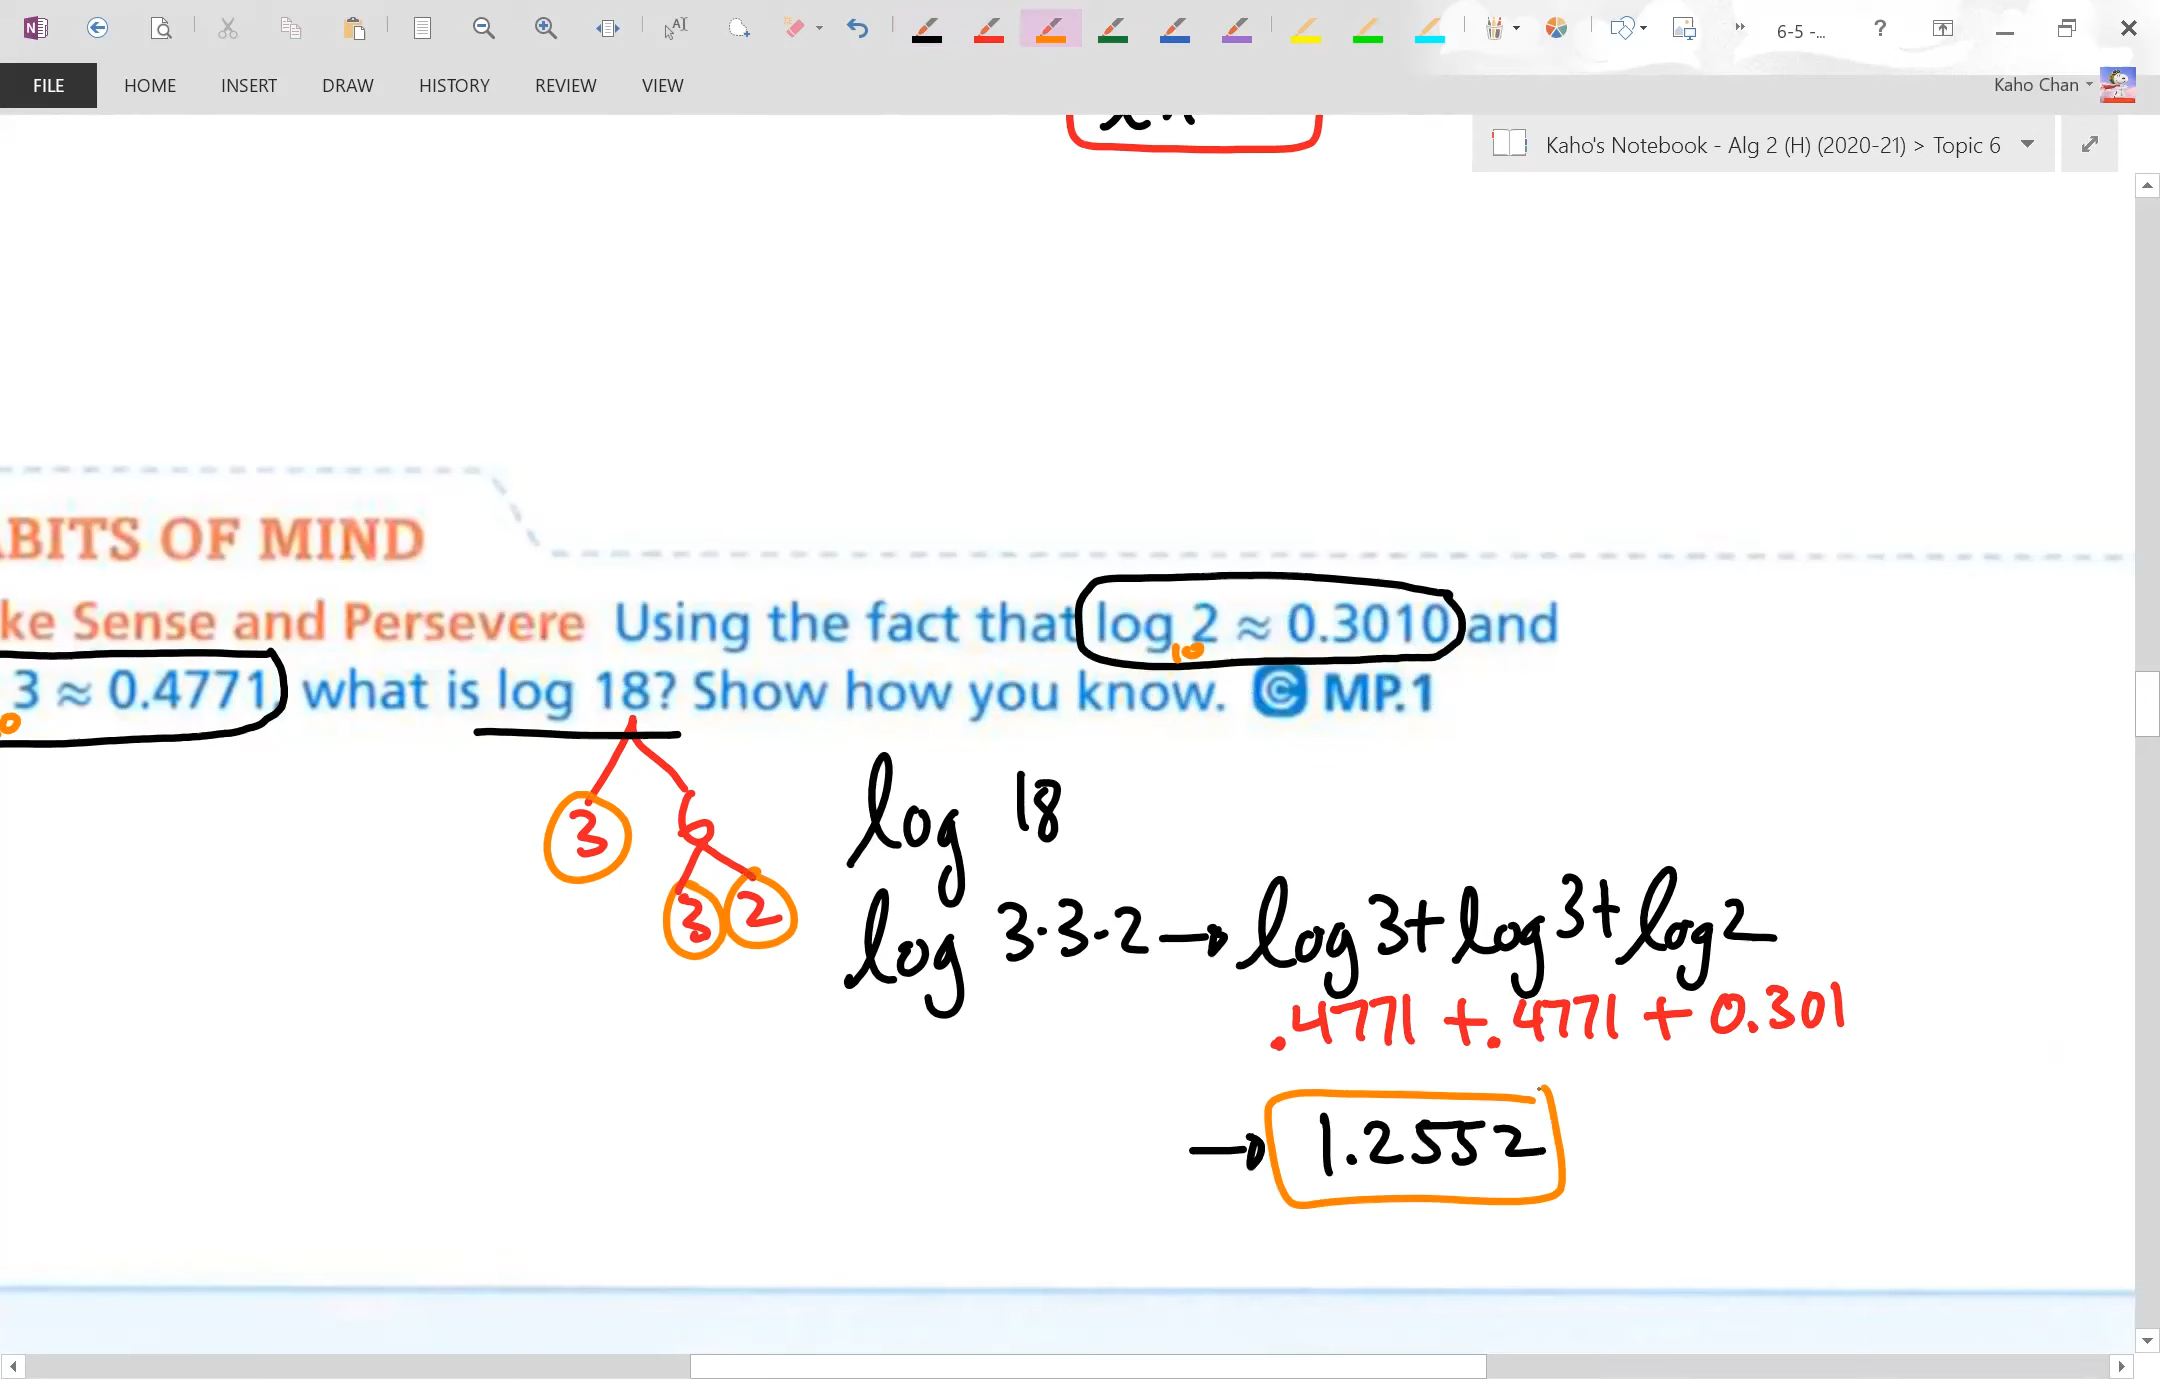 6-5 -...
?
FILE HOME INSERT DRAW HISTORY REVIEW VIEW
Kaho Chan
Kaho's Notebook - Alg 2 (H) (2020-21) > Topic 6
ABITS OF MIND
ke Sense and Persevere Using the fact that log 2 ≈ 0.3010 and
10
3 ≈ 0.4771, what is log 18? Show how you know. © MP.1
3 6
3 2
log 18
log 3·3·2 → log 3 + log 3 + log 2
.4771 + .4771 + 0.301
→ 1.2552